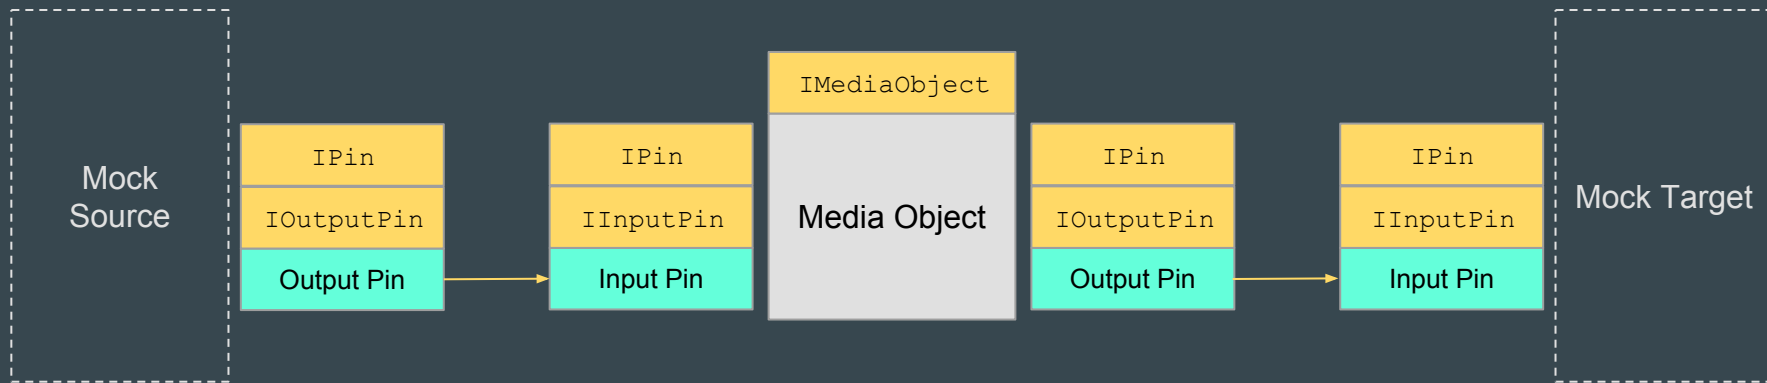 Mock
Source
IPin
IOutputPin
Output Pin
IPin
IInputPin
Input Pin
IMediaObject
Media Object
IPin
IOutputPin
Output Pin
IPin
IInputPin
Input Pin
Mock Target